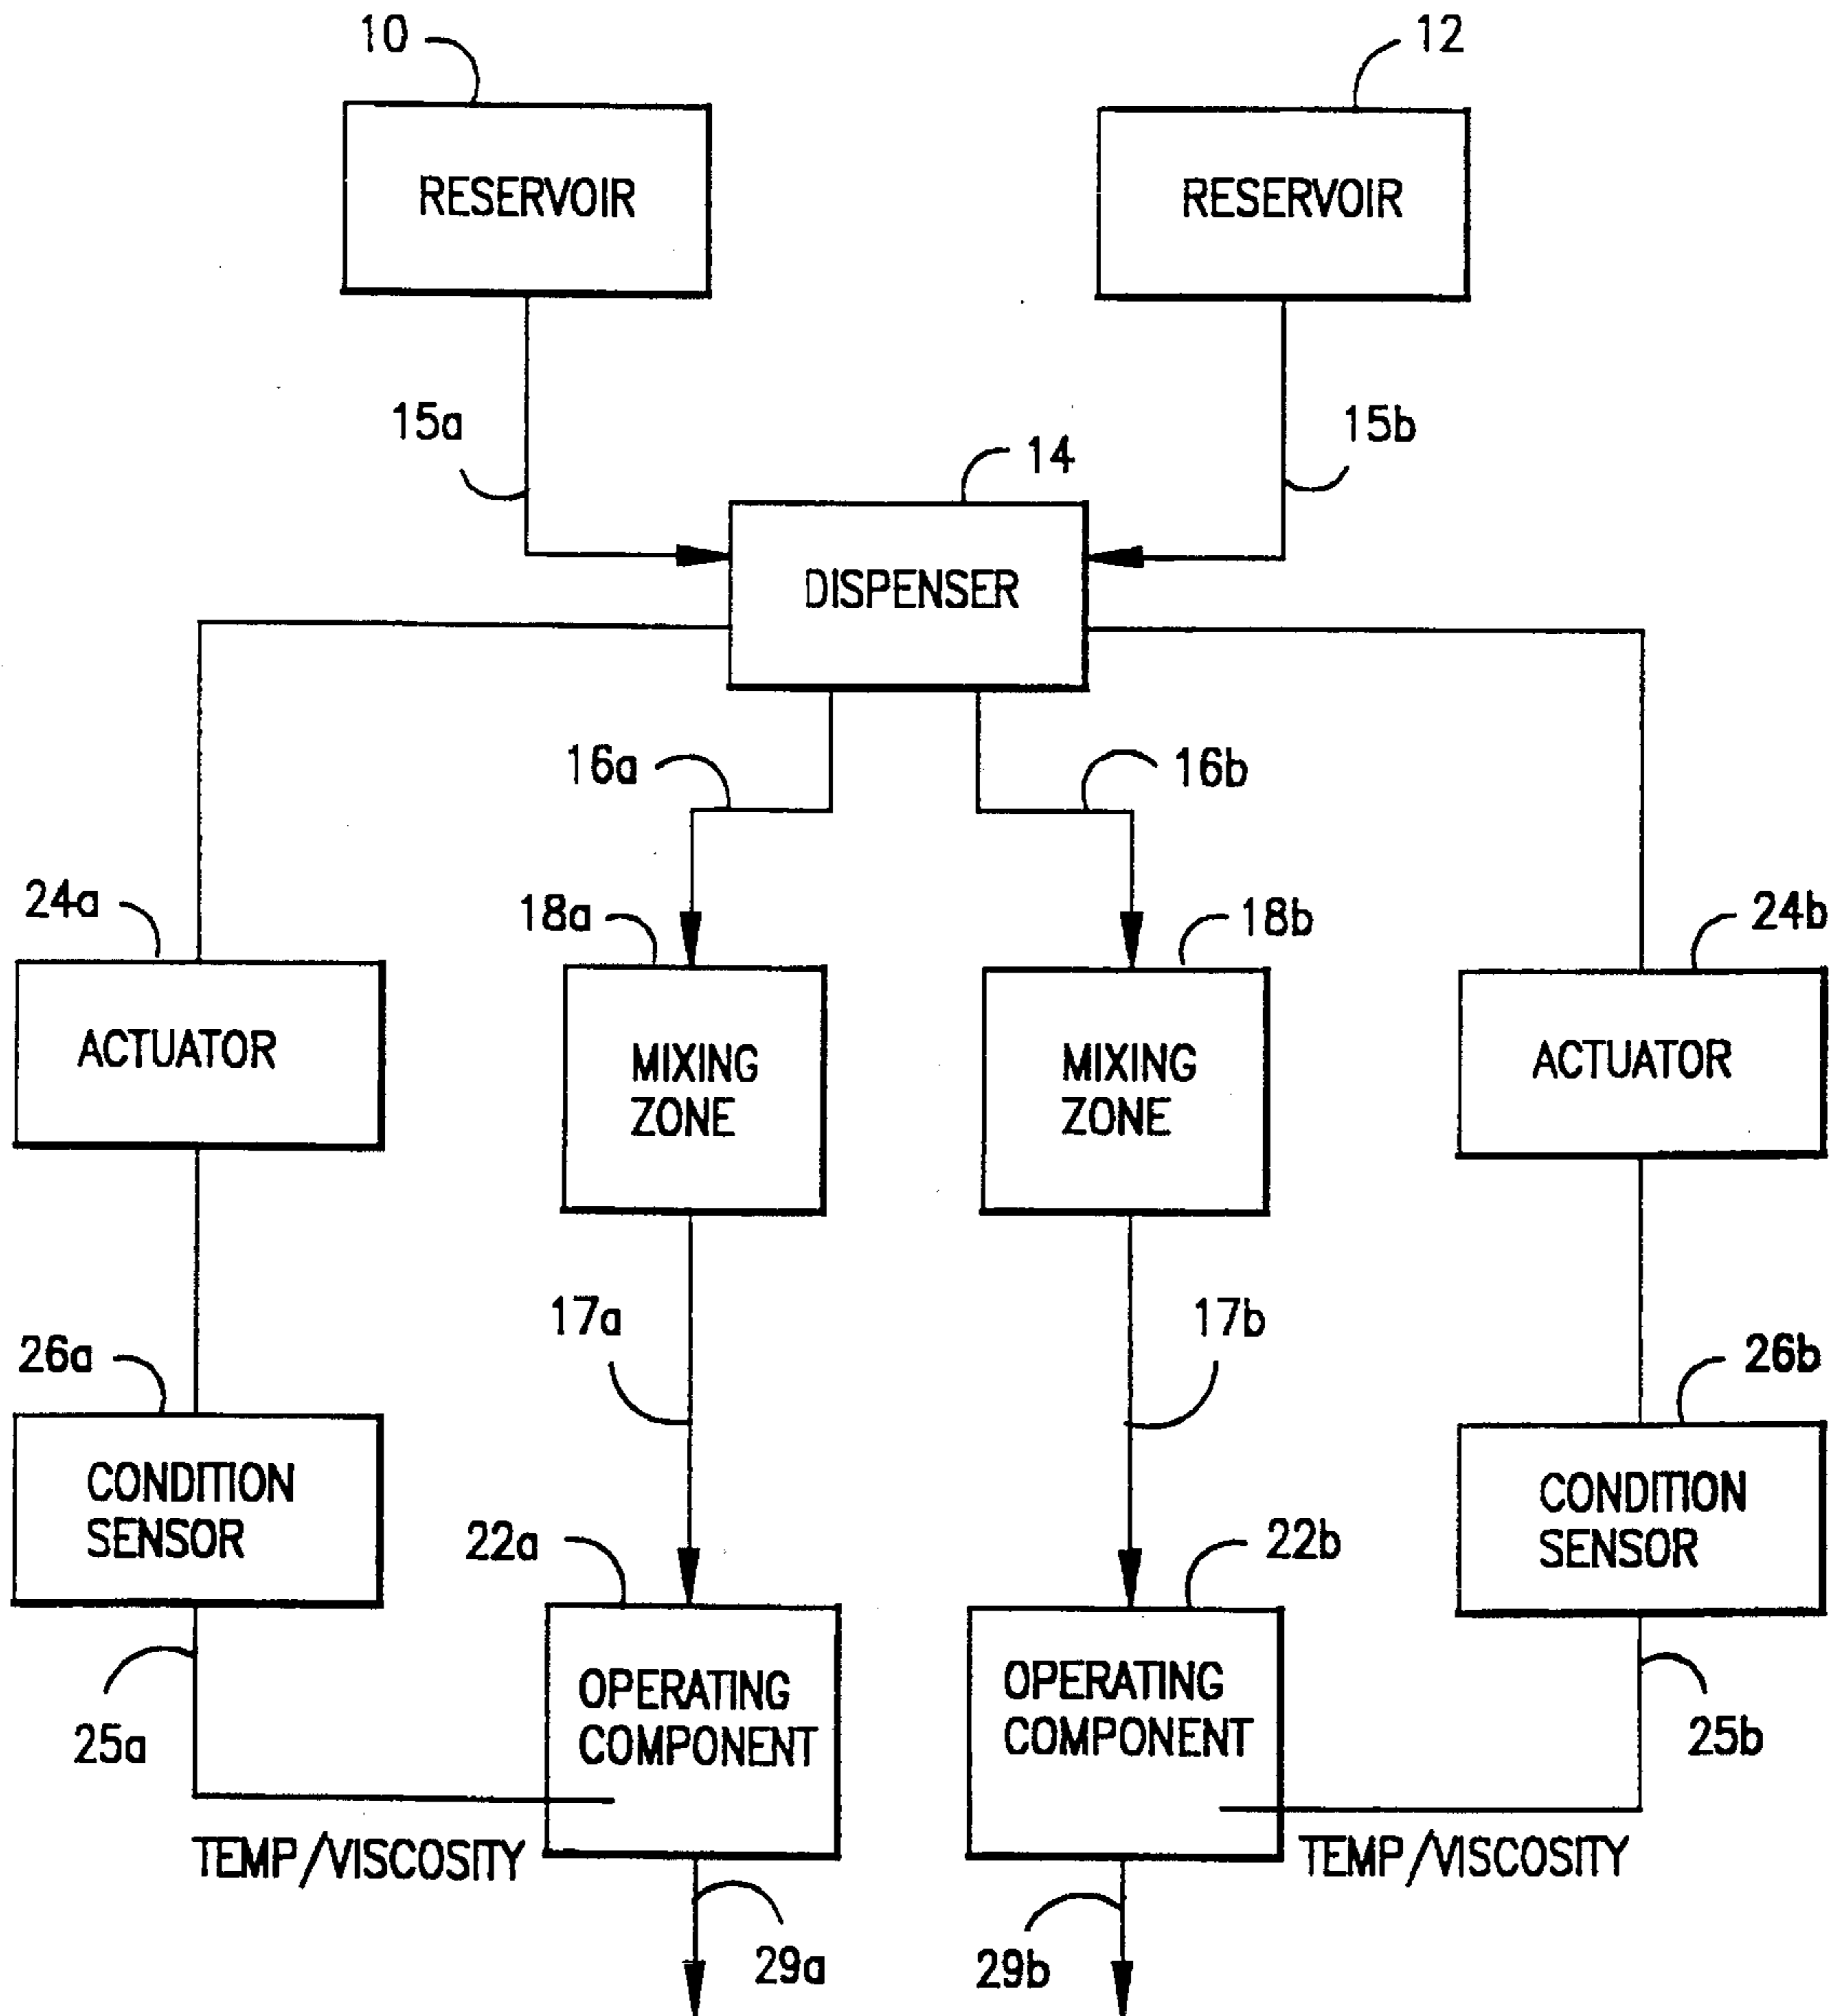 10
12
RESERVOIR
RESERVOIR
15a
15b
14
DISPENSER
16a
16b
24a
18a
18b
24b
ACTUATOR
MIXING
ZONE
MIXING
ZONE
ACTUATOR
17a
17b
26a
26b
CONDITION
SENSOR
CONDITION
SENSOR
22a
22b
OPERATING
COMPONENT
OPERATING
COMPONENT
25a
25b
TEMP/VISCOSITY
TEMP/VISCOSITY
29a
29b